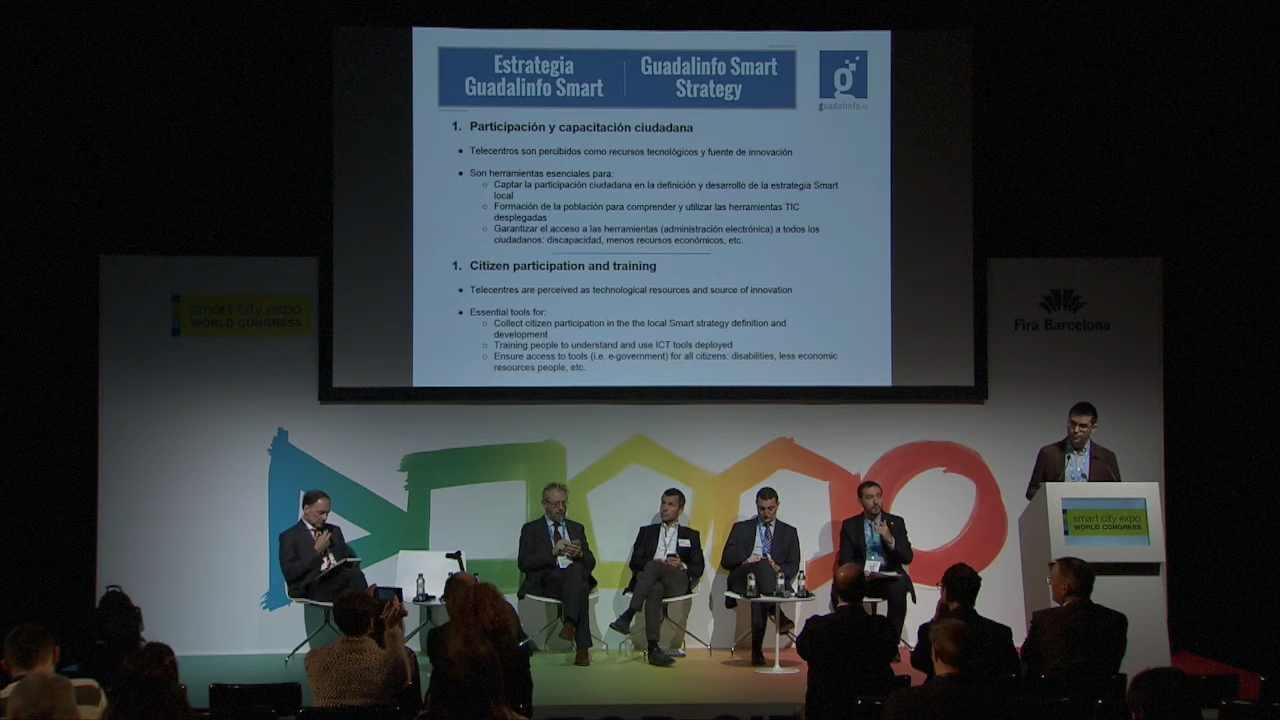 Estrategia
Guadalinfo Smart
Guadalinfo Smart
Strategy
g
1. Participación y capacitación ciudadana
• Telecentros son percibidos como recursos tecnológicos y fuente de innovación
• Son herramientas esenciales para:
○ Captar la participación ciudadana en la definición y desarrollo de la estrategia Smart
local
○ Formación de la población para comprender y utilizar las herramientas TIC
desplegadas
○ Garantizar el acceso a las herramientas (administración electrónica) a todos los
ciudadanos: discapacidad, menos recursos económicos, etc.
1. Citizen participation and training
• Telecentres are perceived as technological resources and source of innovation
• Essential tools for:
○ Collect citizen participation in the the local Smart strategy definition and
development
○ Training people to understand and use ICT tools deployed
○ Ensure access to tools (i.e. e-government) for all citizens: disabilities, less economic
resources people, etc.
smart city expo
WORLD CONGRESS
Fira Barcelona
smart city expo
WORLD CONGRESS